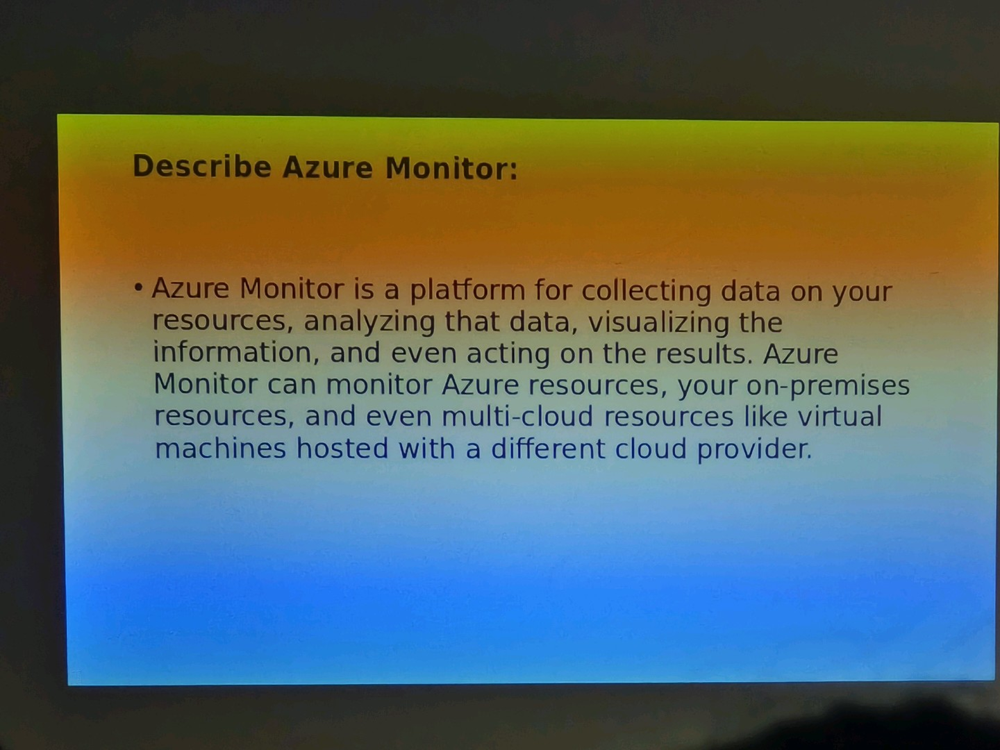 Describe Azure Monitor:
• Azure Monitor is a platform for collecting data on your
resources, analyzing that data, visualizing the
information, and even acting on the results. Azure
Monitor can monitor Azure resources, your on-premises
resources, and even multi-cloud resources like virtual
machines hosted with a different cloud provider.